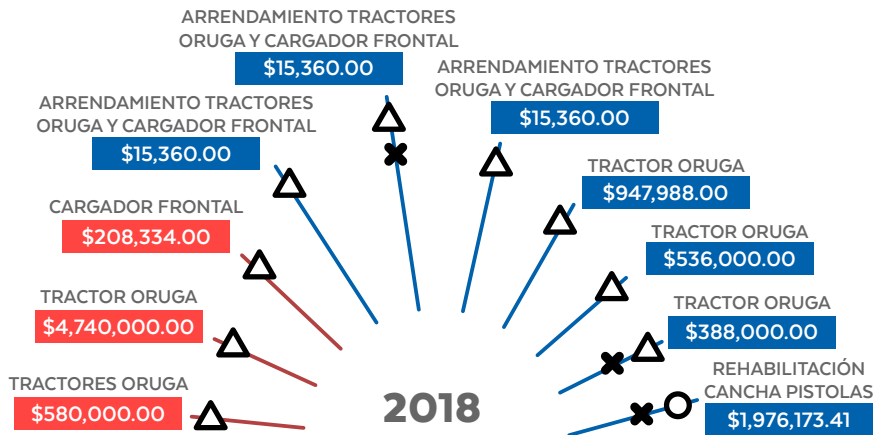 ARRENDAMIENTO TRACTORES
ORUGA Y CARGADOR FRONTAL
$15,360.00
ARRENDAMIENTO TRACTORES
ORUGA Y CARGADOR FRONTAL
$15,360.00
ARRENDAMIENTO TRACTORES
ORUGA Y CARGADOR FRONTAL
$15,360.00
TRACTOR ORUGA
$947,988.00
CARGADOR FRONTAL
$208,334.00
TRACTOR ORUGA
$536,000.00
TRACTOR ORUGA
$4,740,000.00
TRACTOR ORUGA
$388,000.00
TRACTORES ORUGA
$580,000.00
2018
REHABILITACIÓN
CANCHA PISTOLAS
$1,976,173.41